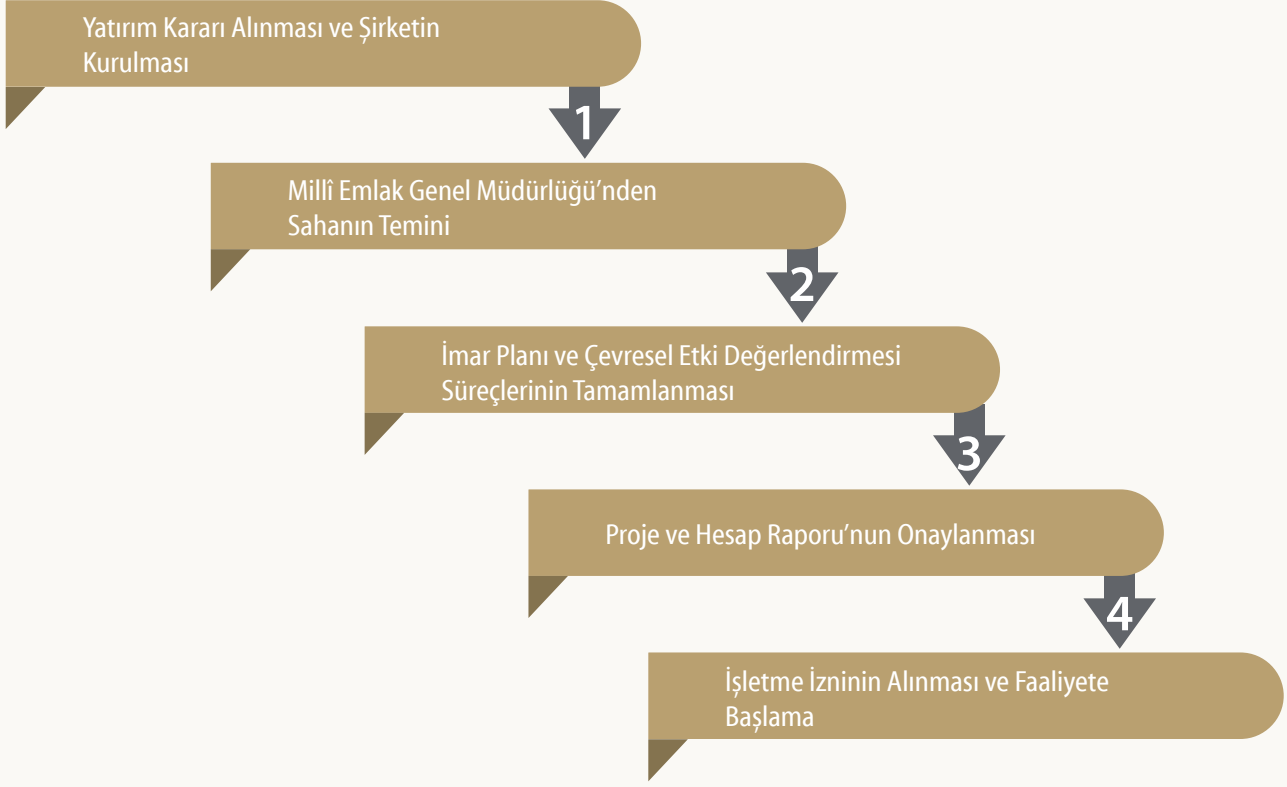 Yatırım Kararı Alınması ve Şirketin
Kurulması
1
Millî Emlak Genel Müdürlüğü’nden
Sahanın Temini
2
İmar Planı ve Çevresel Etki Değerlendirmesi
Süreçlerinin Tamamlanması
3
Proje ve Hesap Raporu’nun Onaylanması
4
İşletme İzninin Alınması ve Faaliyete
Başlama